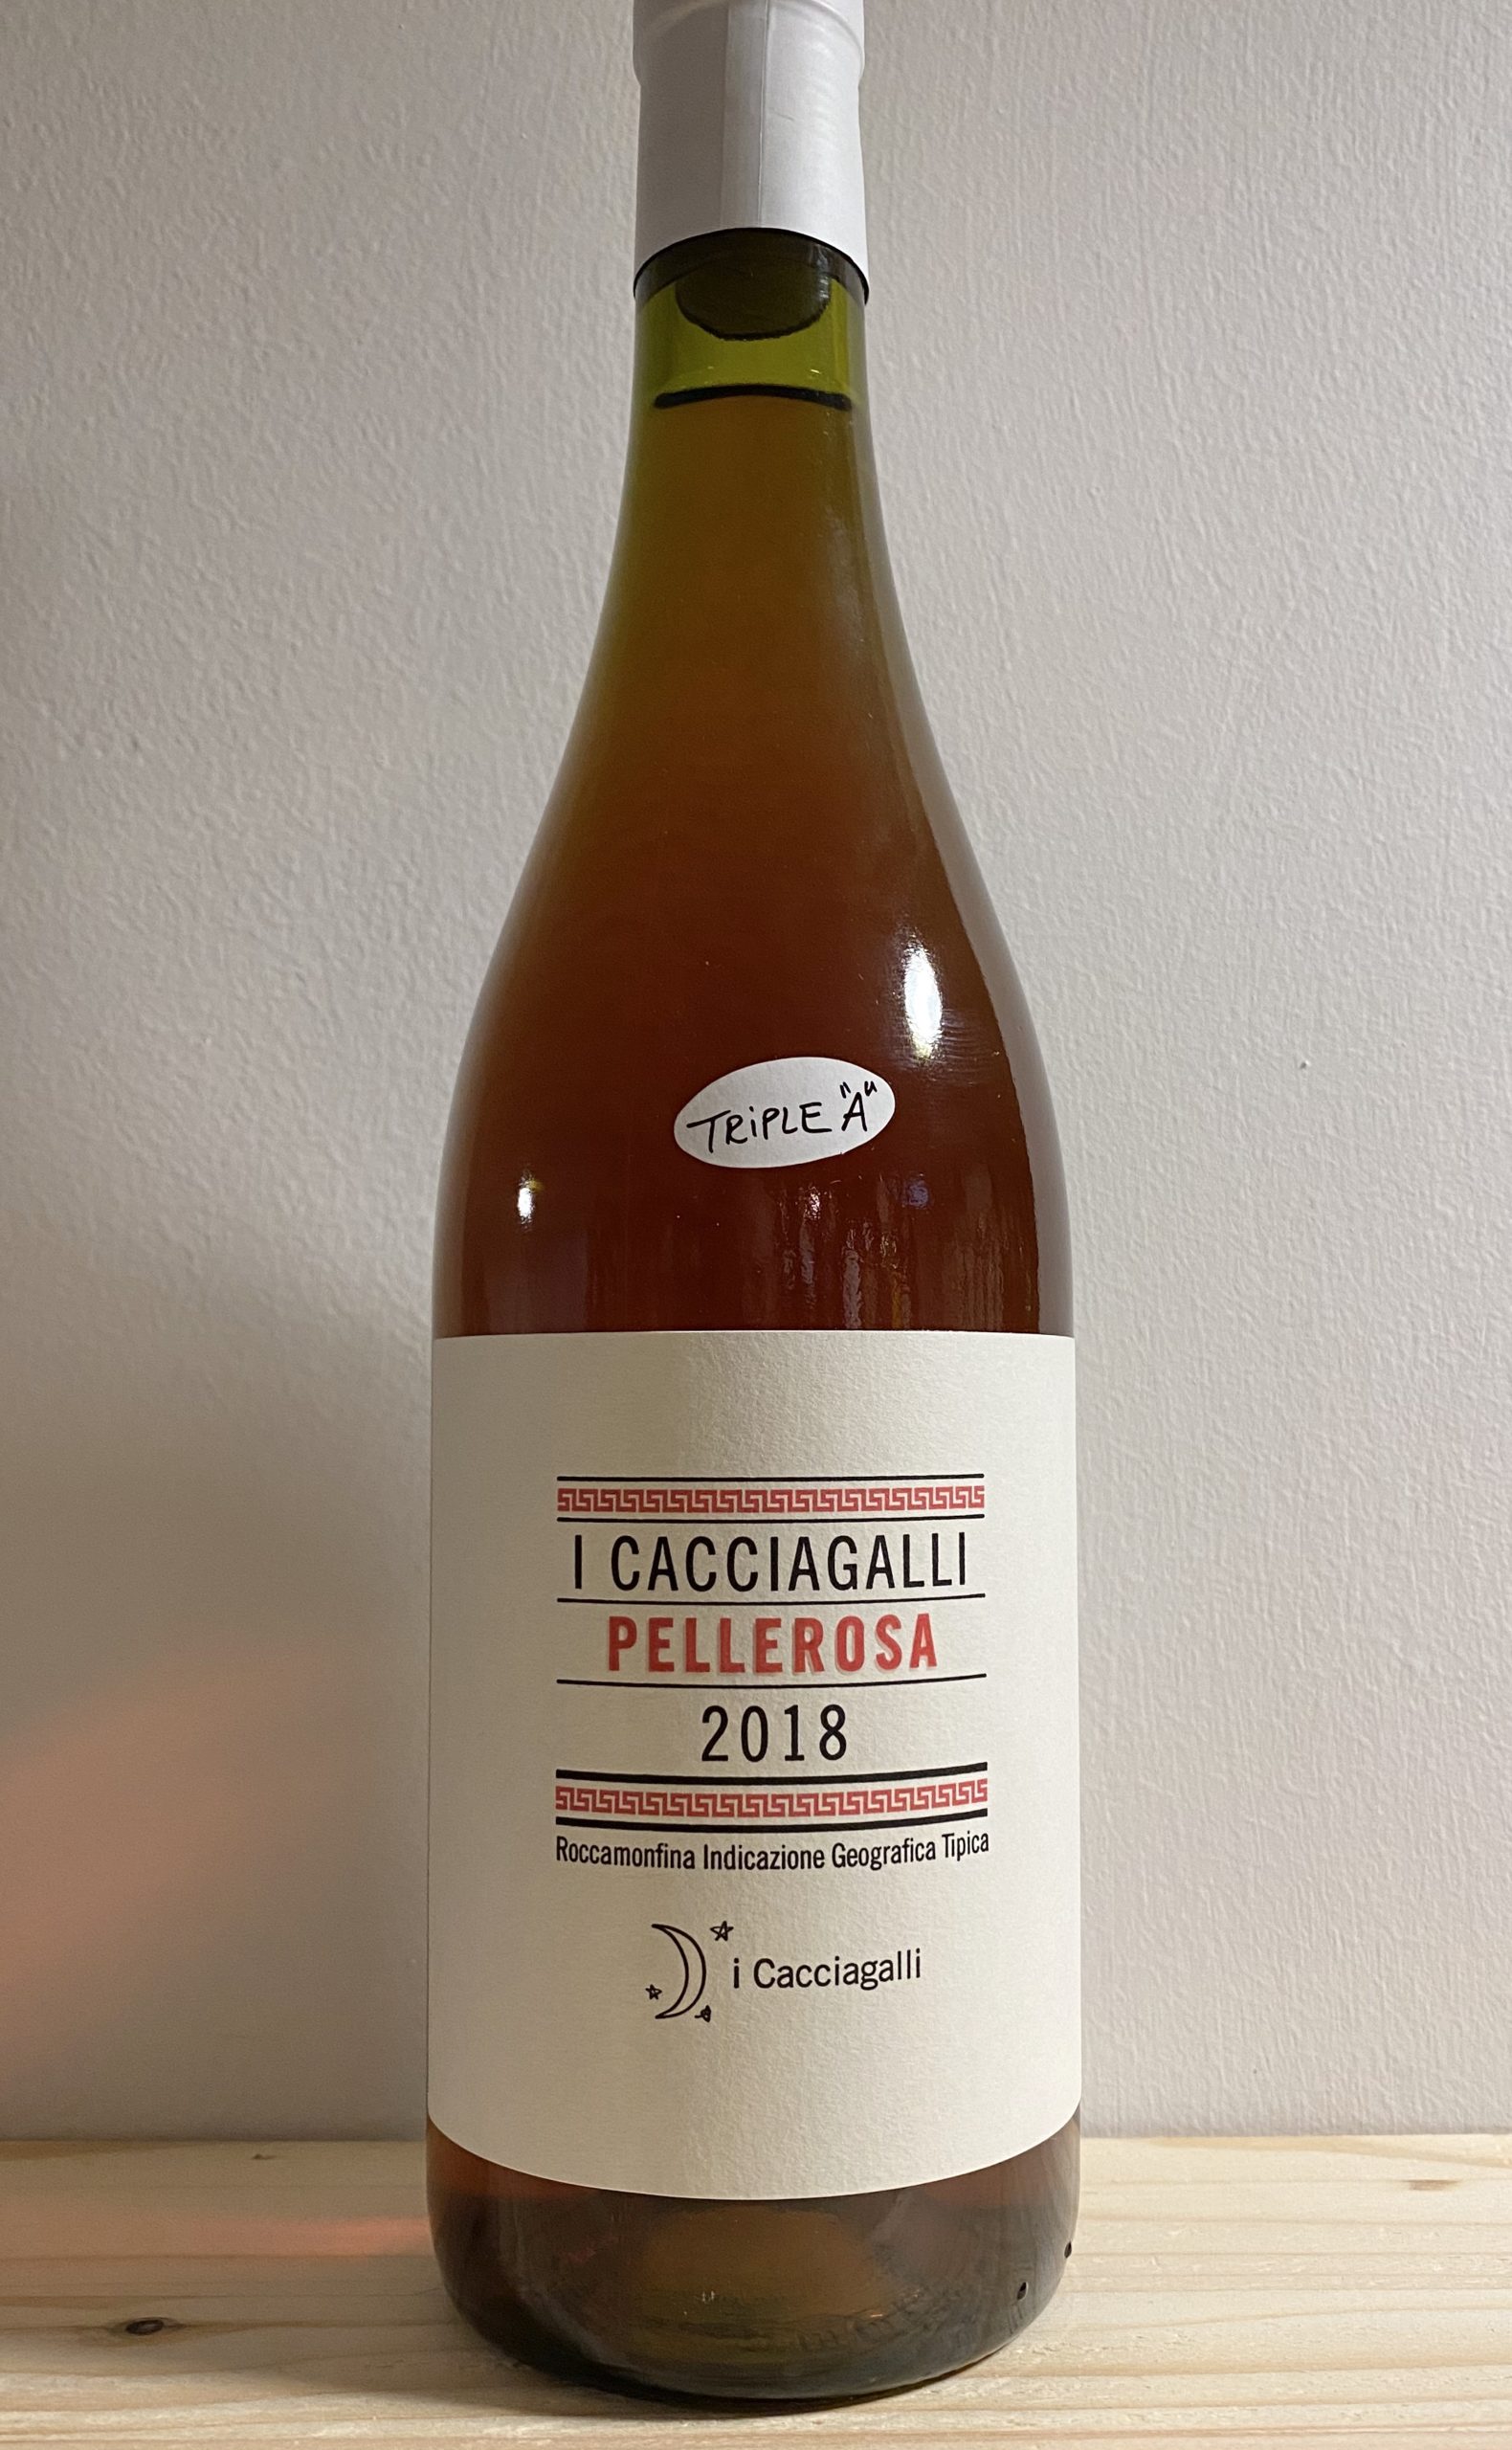 TRiPLE "A"
I CACCIAGALLI
PELLEROSA
2018
Roccamonfina Indicazione Geografica Tipica
i Cacciagalli